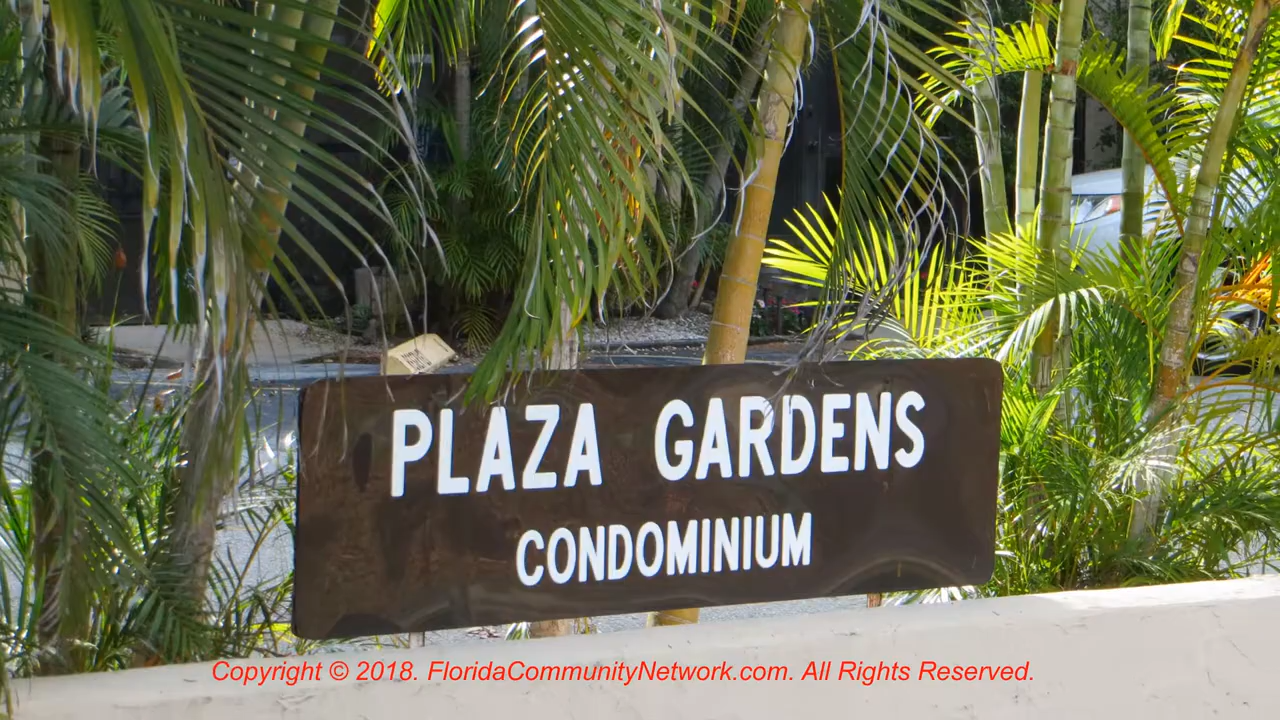 PLAZA GARDENS
CONDOMINIUM
Copyright © 2018. FloridaCommunityNetwork.com. All Rights Reserved.